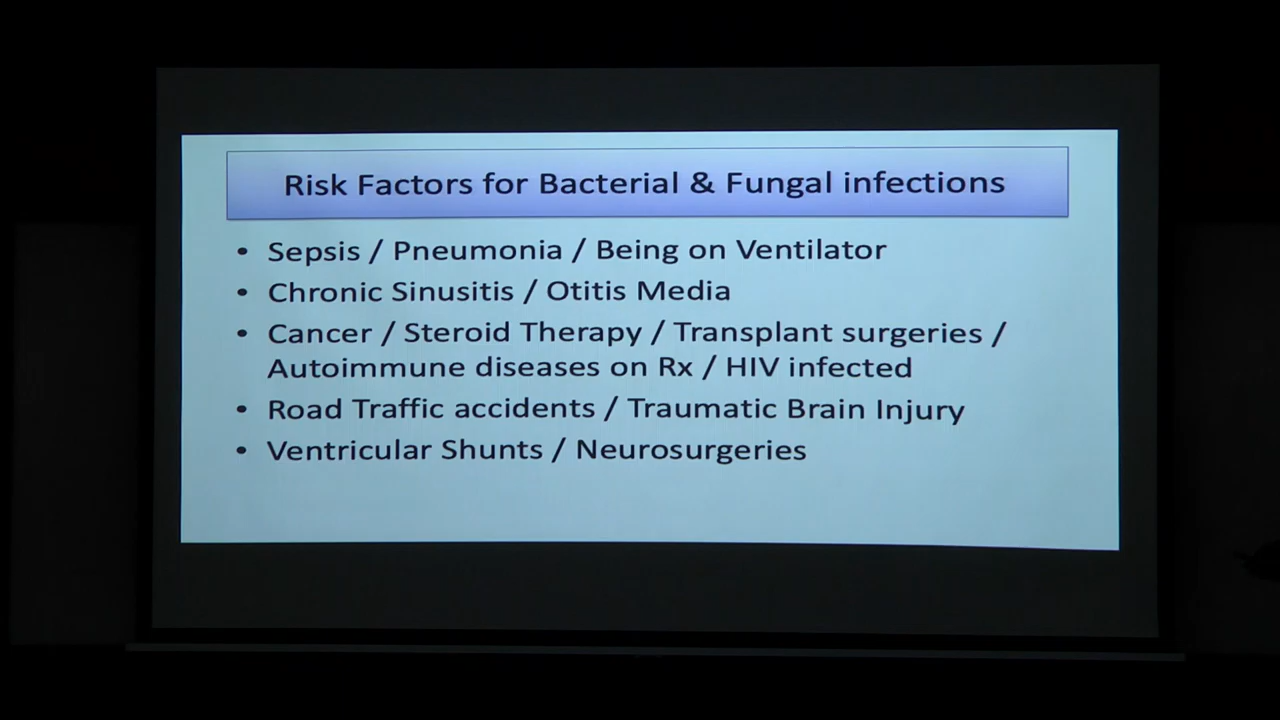 Risk Factors for Bacterial & Fungal infections
• Sepsis / Pneumonia / Being on Ventilator
• Chronic Sinusitis / Otitis Media
• Cancer / Steroid Therapy / Transplant surgeries /
Autoimmune diseases on Rx / HIV infected
• Road Traffic accidents / Traumatic Brain Injury
• Ventricular Shunts / Neurosurgeries